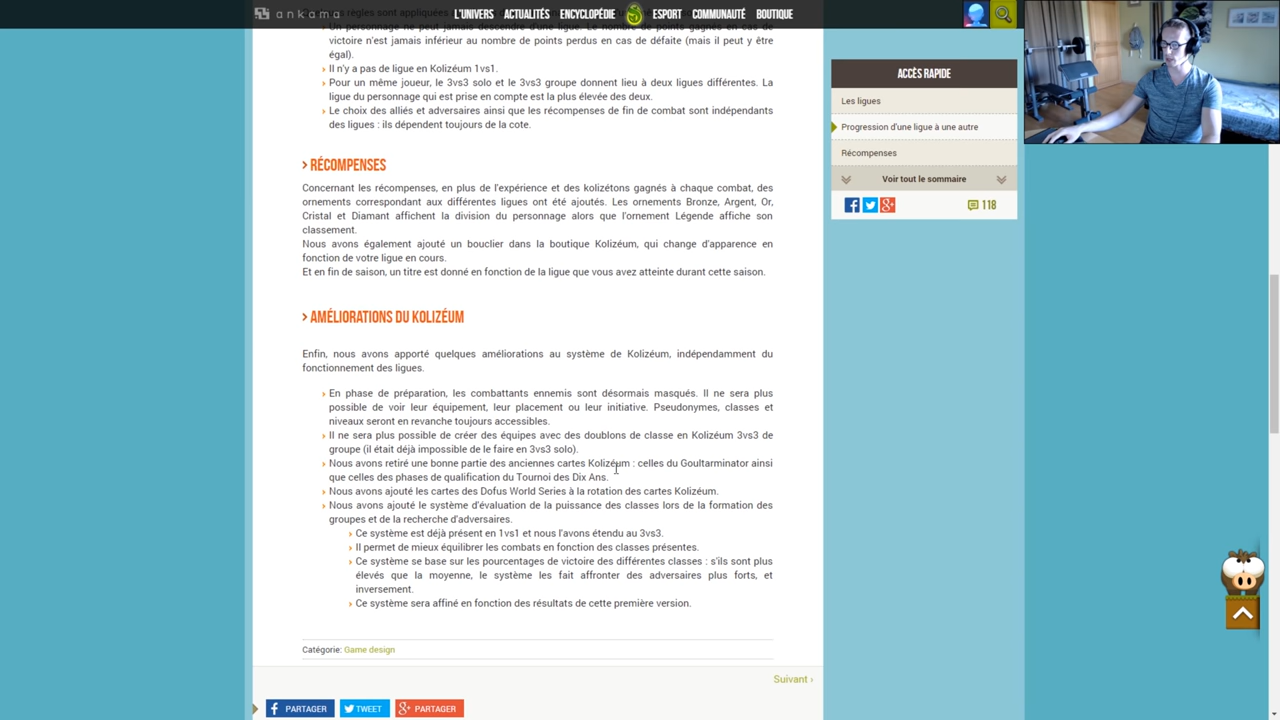 ankama
L'UNIVERS ACTUALITÉS ENCYCLOPÉDIE ESPORT COMMUNAUTÉ BOUTIQUE
Un personnage ne peut jamais descendre d'une ligue. Le nombre de points gagnés en cas de
victoire n'est jamais inférieur au nombre de points perdus en cas de défaite (mais il peut y être
égal).
Il n'y a pas de ligue en Kolizéum 1vs1.
Pour un même joueur, le 3vs3 solo et le 3vs3 groupe donnent lieu à deux ligues différentes. La
ligue du personnage qui est prise en compte est la plus élevée des deux.
Le choix des alliés et adversaires ainsi que les récompenses de fin de combat sont indépendants
des ligues : ils dépendent toujours de la cote.
RÉCOMPENSES
Concernant les récompenses, en plus de l'expérience et des kolizétons gagnés à chaque combat, des
ornements correspondant aux différentes ligues ont été ajoutés. Les ornements Bronze, Argent, Or,
Cristal et Diamant affichent la division du personnage alors que l'ornement Légende affiche son
classement.
Nous avons également ajouté un bouclier dans la boutique Kolizéum, qui change d'apparence en
fonction de votre ligue en cours.
Et en fin de saison, un titre est donné en fonction de la ligue que vous avez atteinte durant cette saison.
AMÉLIORATIONS DU KOLIZÉUM
Enfin, nous avons apporté quelques améliorations au système de Kolizéum, indépendamment du
fonctionnement des ligues.
En phase de préparation, les combattants ennemis sont désormais masqués. Il ne sera plus
possible de voir leur équipement, leur placement ou leur initiative. Pseudonymes, classes et
niveaux seront en revanche toujours accessibles.
Il ne sera plus possible de créer des équipes avec des doublons de classe en Kolizéum 3vs3 de
groupe (il était déjà impossible de le faire en 3vs3 solo).
Nous avons retiré une bonne partie des anciennes cartes Kolizéum : celles du Goultarminator ainsi
que celles des phases de qualification du Tournoi des Dix Ans.
Nous avons ajouté les cartes des Dofus World Series à la rotation des cartes Kolizéum.
Nous avons ajouté le système d'évaluation de la puissance des classes lors de la formation des
groupes et de la recherche d'adversaires.
Ce système est déjà présent en 1vs1 et nous l'avons étendu au 3vs3.
Il permet de mieux équilibrer les combats en fonction des classes présentes.
Ce système se base sur les pourcentages de victoire des différentes classes : s'ils sont plus
élevés que la moyenne, le système les fait affronter des adversaires plus forts, et
inversement.
Ce système sera affiné en fonction des résultats de cette première version.
Catégorie: Game design
Suivant ›
PARTAGER TWEET PARTAGER
ACCÈS RAPIDE
Les ligues
Progression d'une ligue à une autre
Récompenses
Voir tout le sommaire
118